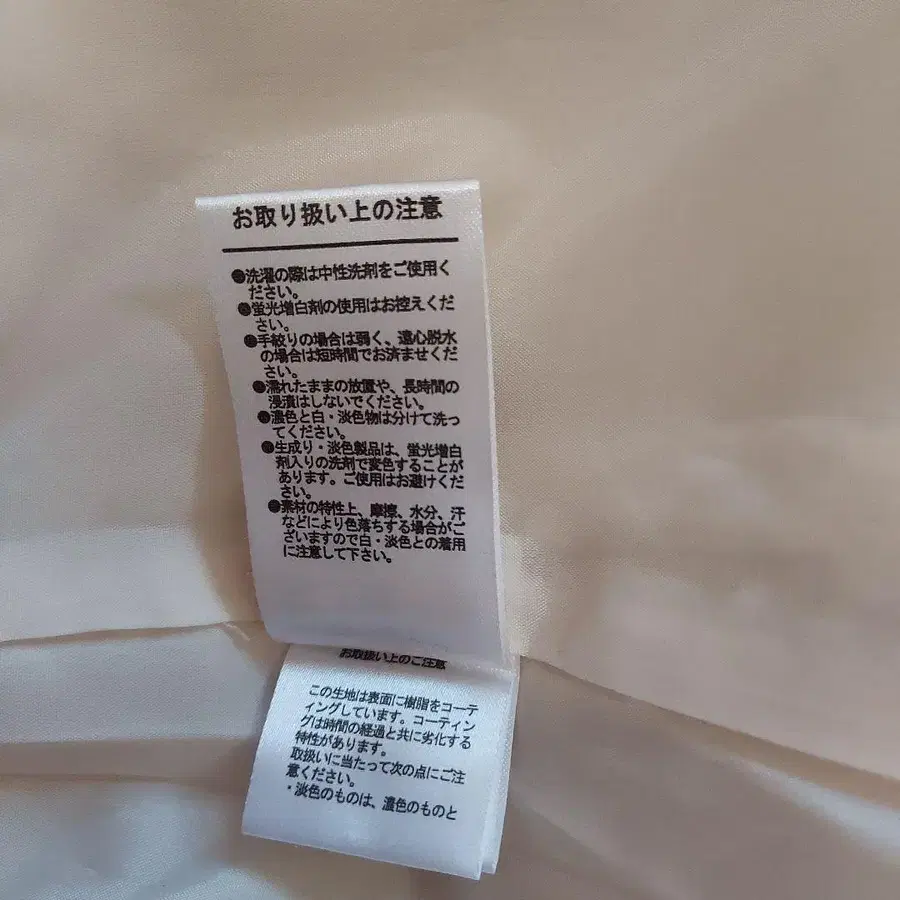 お取り扱い上の注意
●洗濯の際は中性洗剤をご使用く
ださい。
●蛍光増白剤の使用はお控えくだ
さい。
●手絞りの場合は弱く、遠心脱水
の場合は短時間でお済ませくだ
さい。
●濡れたままの放置や、長時間の
浸漬はしないでください。
●濃色と白・淡色物は分けて洗っ
てください。
●生成り・淡色製品は、蛍光増白
剤入りの洗剤で変色することが
あります。ご使用はお避けくだ
さい。
●素材の特性上、摩擦、水分、汗
などにより色落ちする場合がご
ざいますので白・淡色との着用
に注意して下さい。
お取扱い上のご注意
この生地は表面に樹脂をコーテ
ィングしています。コーティン
グは時間の経過と共に劣化する
特性があります。
取扱いに当たって次の点にご注
意ください。
・淡色のものは、濃色のものと